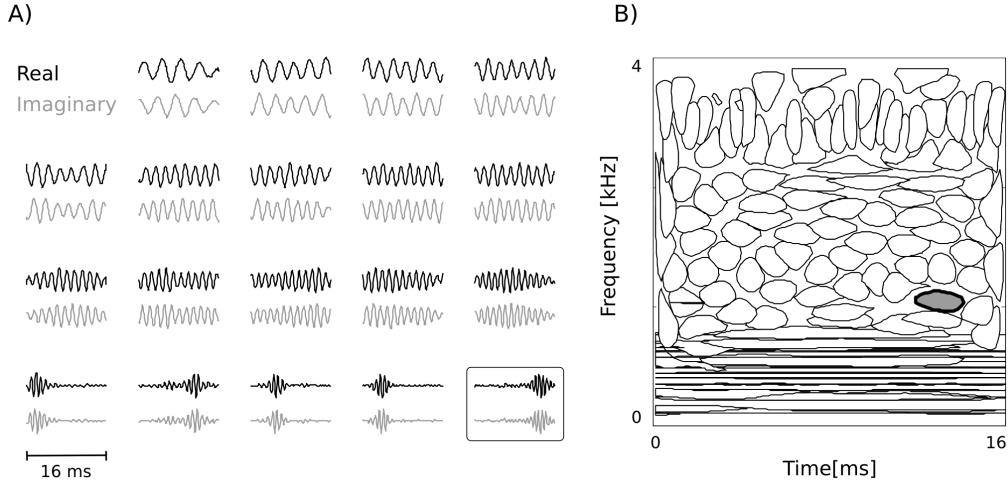 A)
Real
Imaginary
16 ms
B)
4
Frequency [kHz]
0
0
16
Time[ms]